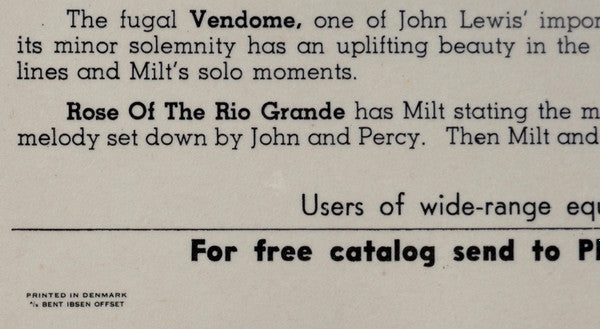 The fugal Vendome, one of John Lewis' impor
its minor solemnity has an uplifting beauty in the
lines and Milt's solo moments.
Rose Of The Rio Grande has Milt stating the m
melody set down by John and Percy. Then Milt and
Users of wide-range equ
For free catalog send to P
PRINTED IN DENMARK
A/S BENT IBSEN OFFSET